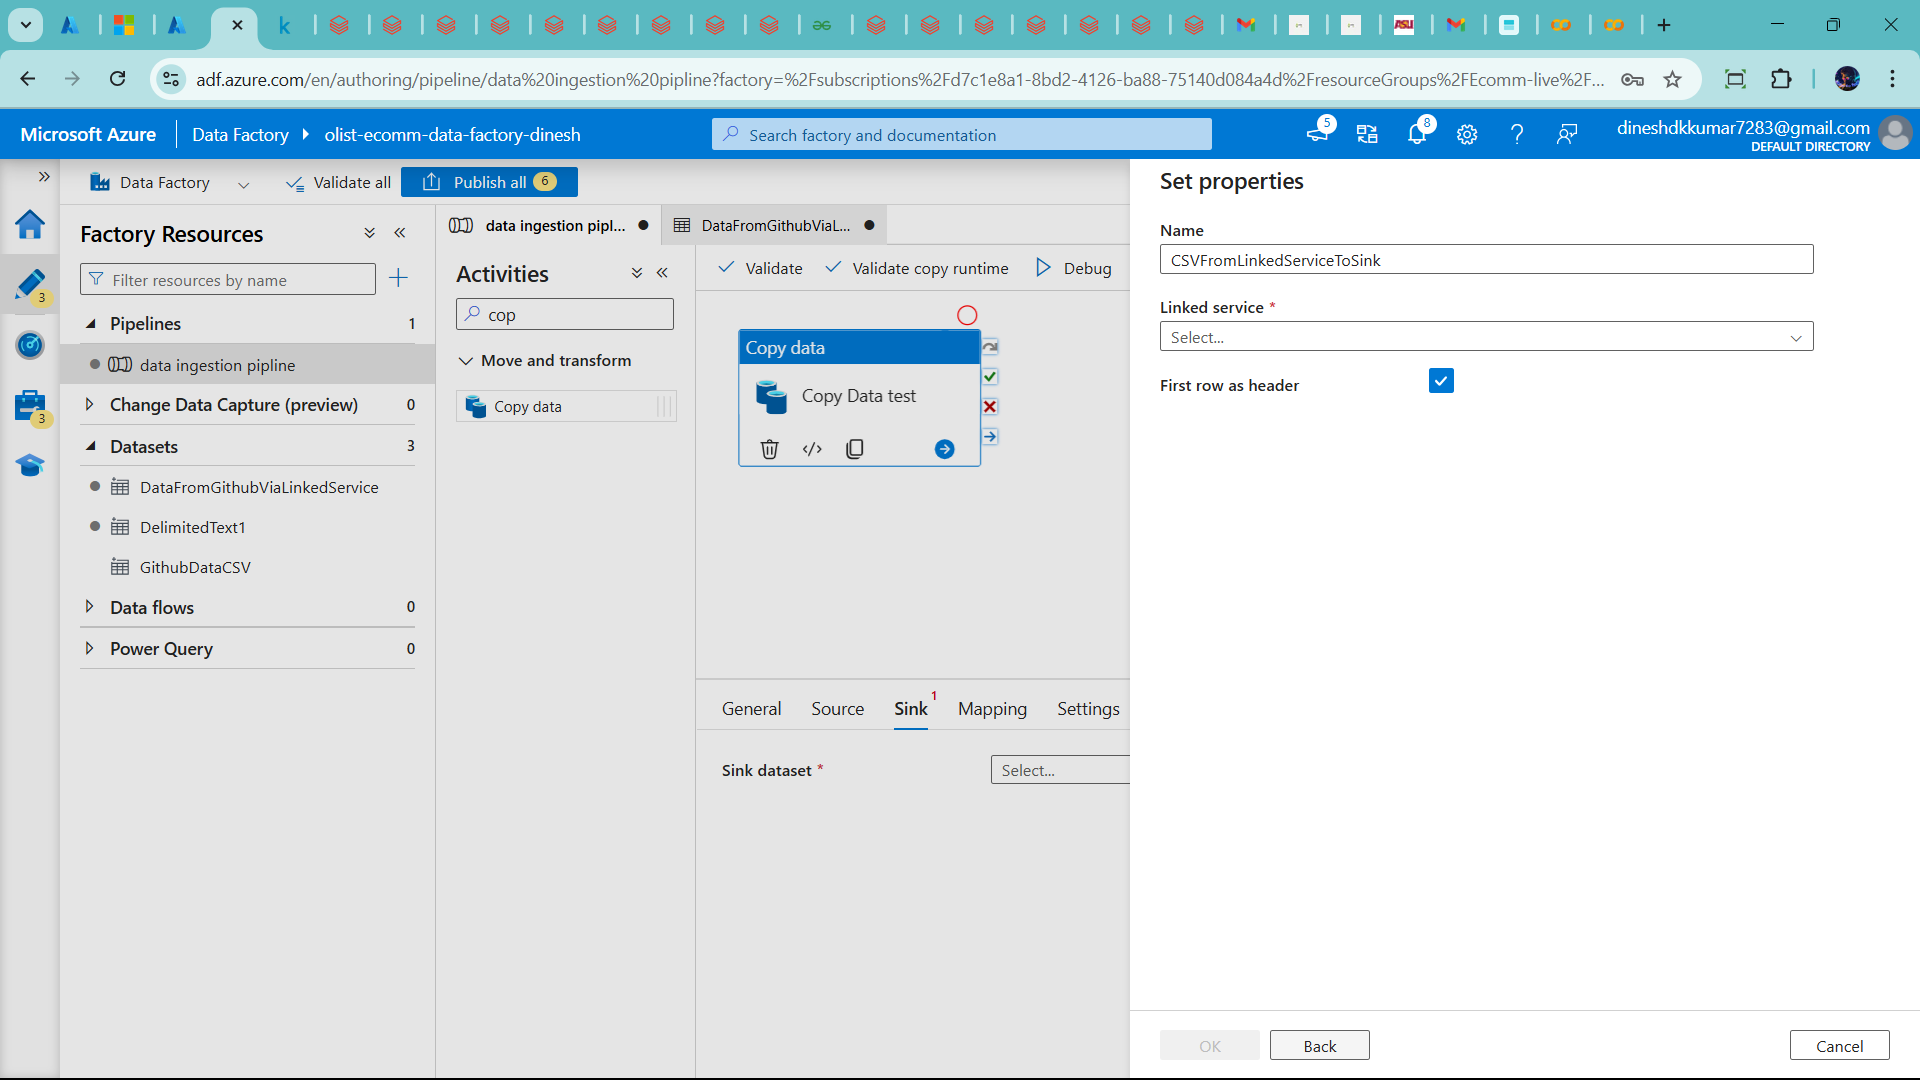 adf.azure.com/en/authoring/pipeline/data%20ingestion%20pipline?factory=%2Fsubscriptions%2Fd7c1e8a1-8bd2-4126-ba88-75140d084a4d%2FresourceGroups%2FEcomm-live%2F...
Microsoft Azure
Data Factory
olist-ecomm-data-factory-dinesh
Search factory and documentation
5
8
dineshdkkumar7283@gmail.com
DEFAULT DIRECTORY
Data Factory
Validate all
Publish all
6
3
3
Factory Resources
Filter resources by name
Pipelines
1
data ingestion pipline
Change Data Capture (preview)
0
Datasets
3
DataFromGithubViaLinkedService
DelimitedText1
GithubDataCSV
Data flows
0
Power Query
0
data ingestion pipl...
DataFromGithubViaL...
Activities
cop
Move and transform
Copy data
Validate
Validate copy runtime
Debug
Copy data
Copy Data test
General
Source
Sink
1
Mapping
Settings
Sink dataset *
Select...
Set properties
Name
CSVFromLinkedServiceToSink
Linked service *
Select...
First row as header
OK
Back
Cancel